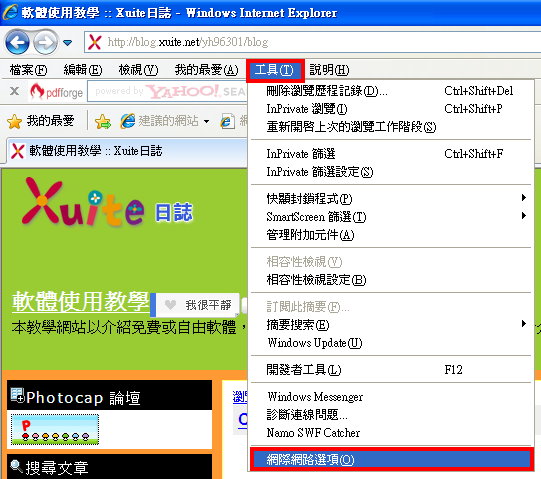 軟體使用教學 :: Xuite日誌 - Windows Internet Explorer
http://blog.xuite.net/yh96301/blog
檔案(F) 編輯(E) 檢視(V) 我的最愛(A) 工具(T) 說明(H)
pdfforge powered by YAHOO! SEA
我的最愛 建議的網站
軟體使用教學 :: Xuite日誌
刪除瀏覽歷程記錄(D)... Ctrl+Shift+Del
InPrivate 瀏覽(I) Ctrl+Shift+P
重新開啓上次的瀏覽工作階段(S)
InPrivate 篩選 Ctrl+Shift+F
InPrivate 篩選設定(S)
快顯封鎖程式(P)
SmartScreen 篩選(T)
管理附加元件(A)
相容性檢視(V)
相容性檢視設定(B)
訂閱此摘要(F)...
摘要搜索(E)
Windows Update(U)
開發者工具(L) F12
Windows Messenger
診斷連線問題...
Namo SWF Catcher
網際網路選項(O)
Xuite 日誌
軟體使用教學
我很平靜
本教學網站以介紹免費或自由軟體，
Photocap 論壇
P
搜尋文章